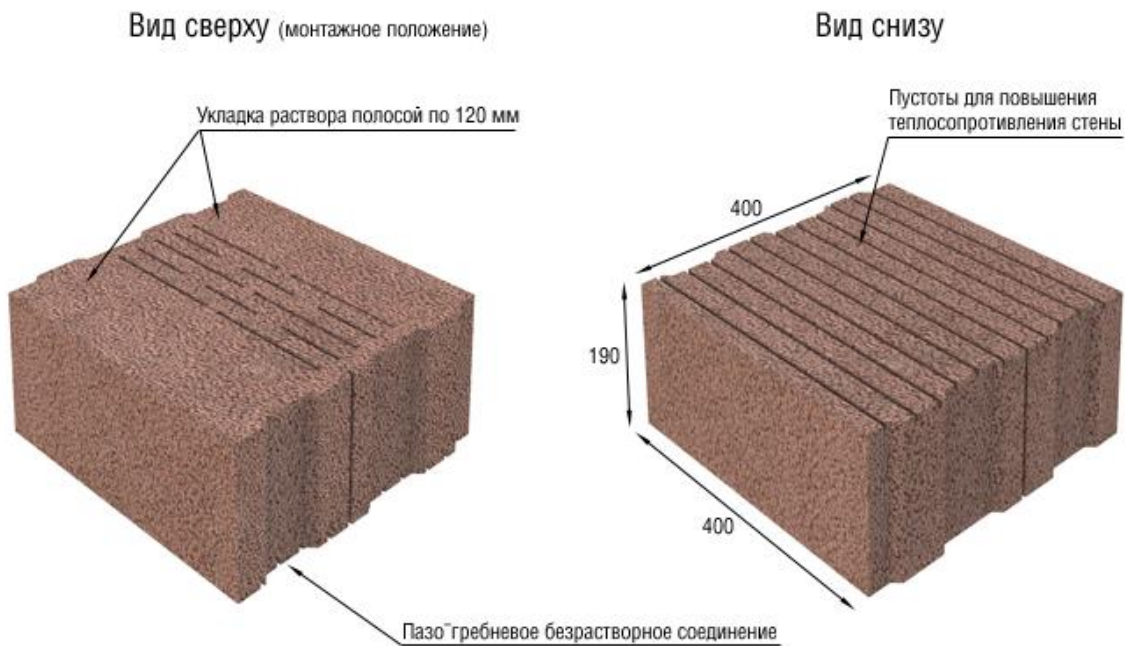 Вид сверху (монтажное положение)
Вид снизу
Укладка раствора полосой по 120 мм
Пустоты для повышения
теплосопротивления стены
400
190
400
Пазо‾гребневое безрастворное соединение